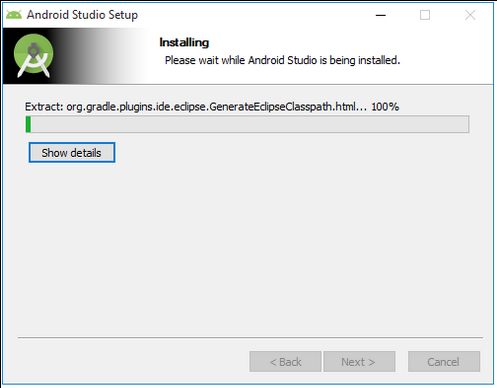 Android Studio Setup
Installing
Please wait while Android Studio is being installed.
Extract: org.gradle.plugins.ide.eclipse.GenerateEclipseClasspath.html... 100%
Show details
< Back
Next >
Cancel